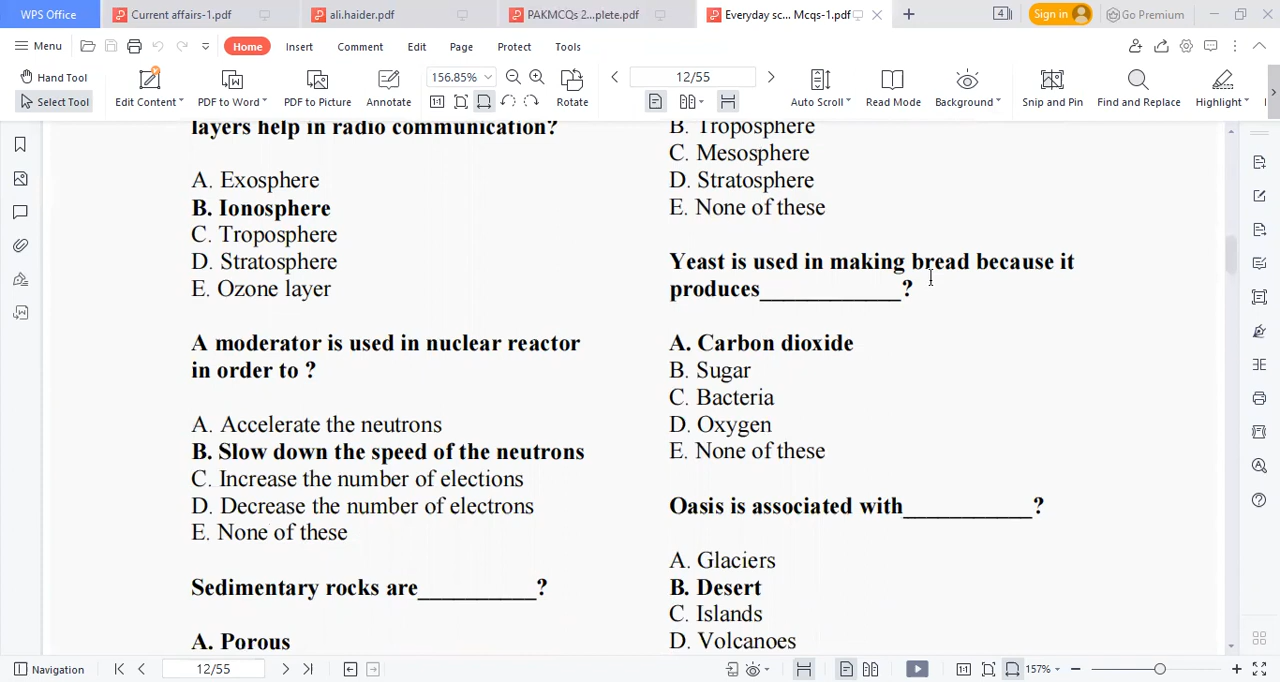 WPS Office
Current affairs-1.pdf
ali.haider.pdf
PAKMCQs 2...plete.pdf
Everyday sc... Mcqs-1.pdf
4
Sign in
Go Premium
Menu
Home
Insert
Comment
Edit
Page
Protect
Tools
Hand Tool
Select Tool
Edit Content
PDF to Word
PDF to Picture
Annotate
156.85%
Rotate
12/55
Auto Scroll
Read Mode
Background
Snip and Pin
Find and Replace
Highlight
layers help in radio communication?
A. Exosphere
B. Ionosphere
C. Troposphere
D. Stratosphere
E. Ozone layer
A moderator is used in nuclear reactor
in order to ?
A. Accelerate the neutrons
B. Slow down the speed of the neutrons
C. Increase the number of elections
D. Decrease the number of electrons
E. None of these
Sedimentary rocks are__________?
A. Porous
B. Troposphere
C. Mesosphere
D. Stratosphere
E. None of these
Yeast is used in making bread because it
produces____________?
A. Carbon dioxide
B. Sugar
C. Bacteria
D. Oxygen
E. None of these
Oasis is associated with___________?
A. Glaciers
B. Desert
C. Islands
D. Volcanoes
Navigation
12/55
157%